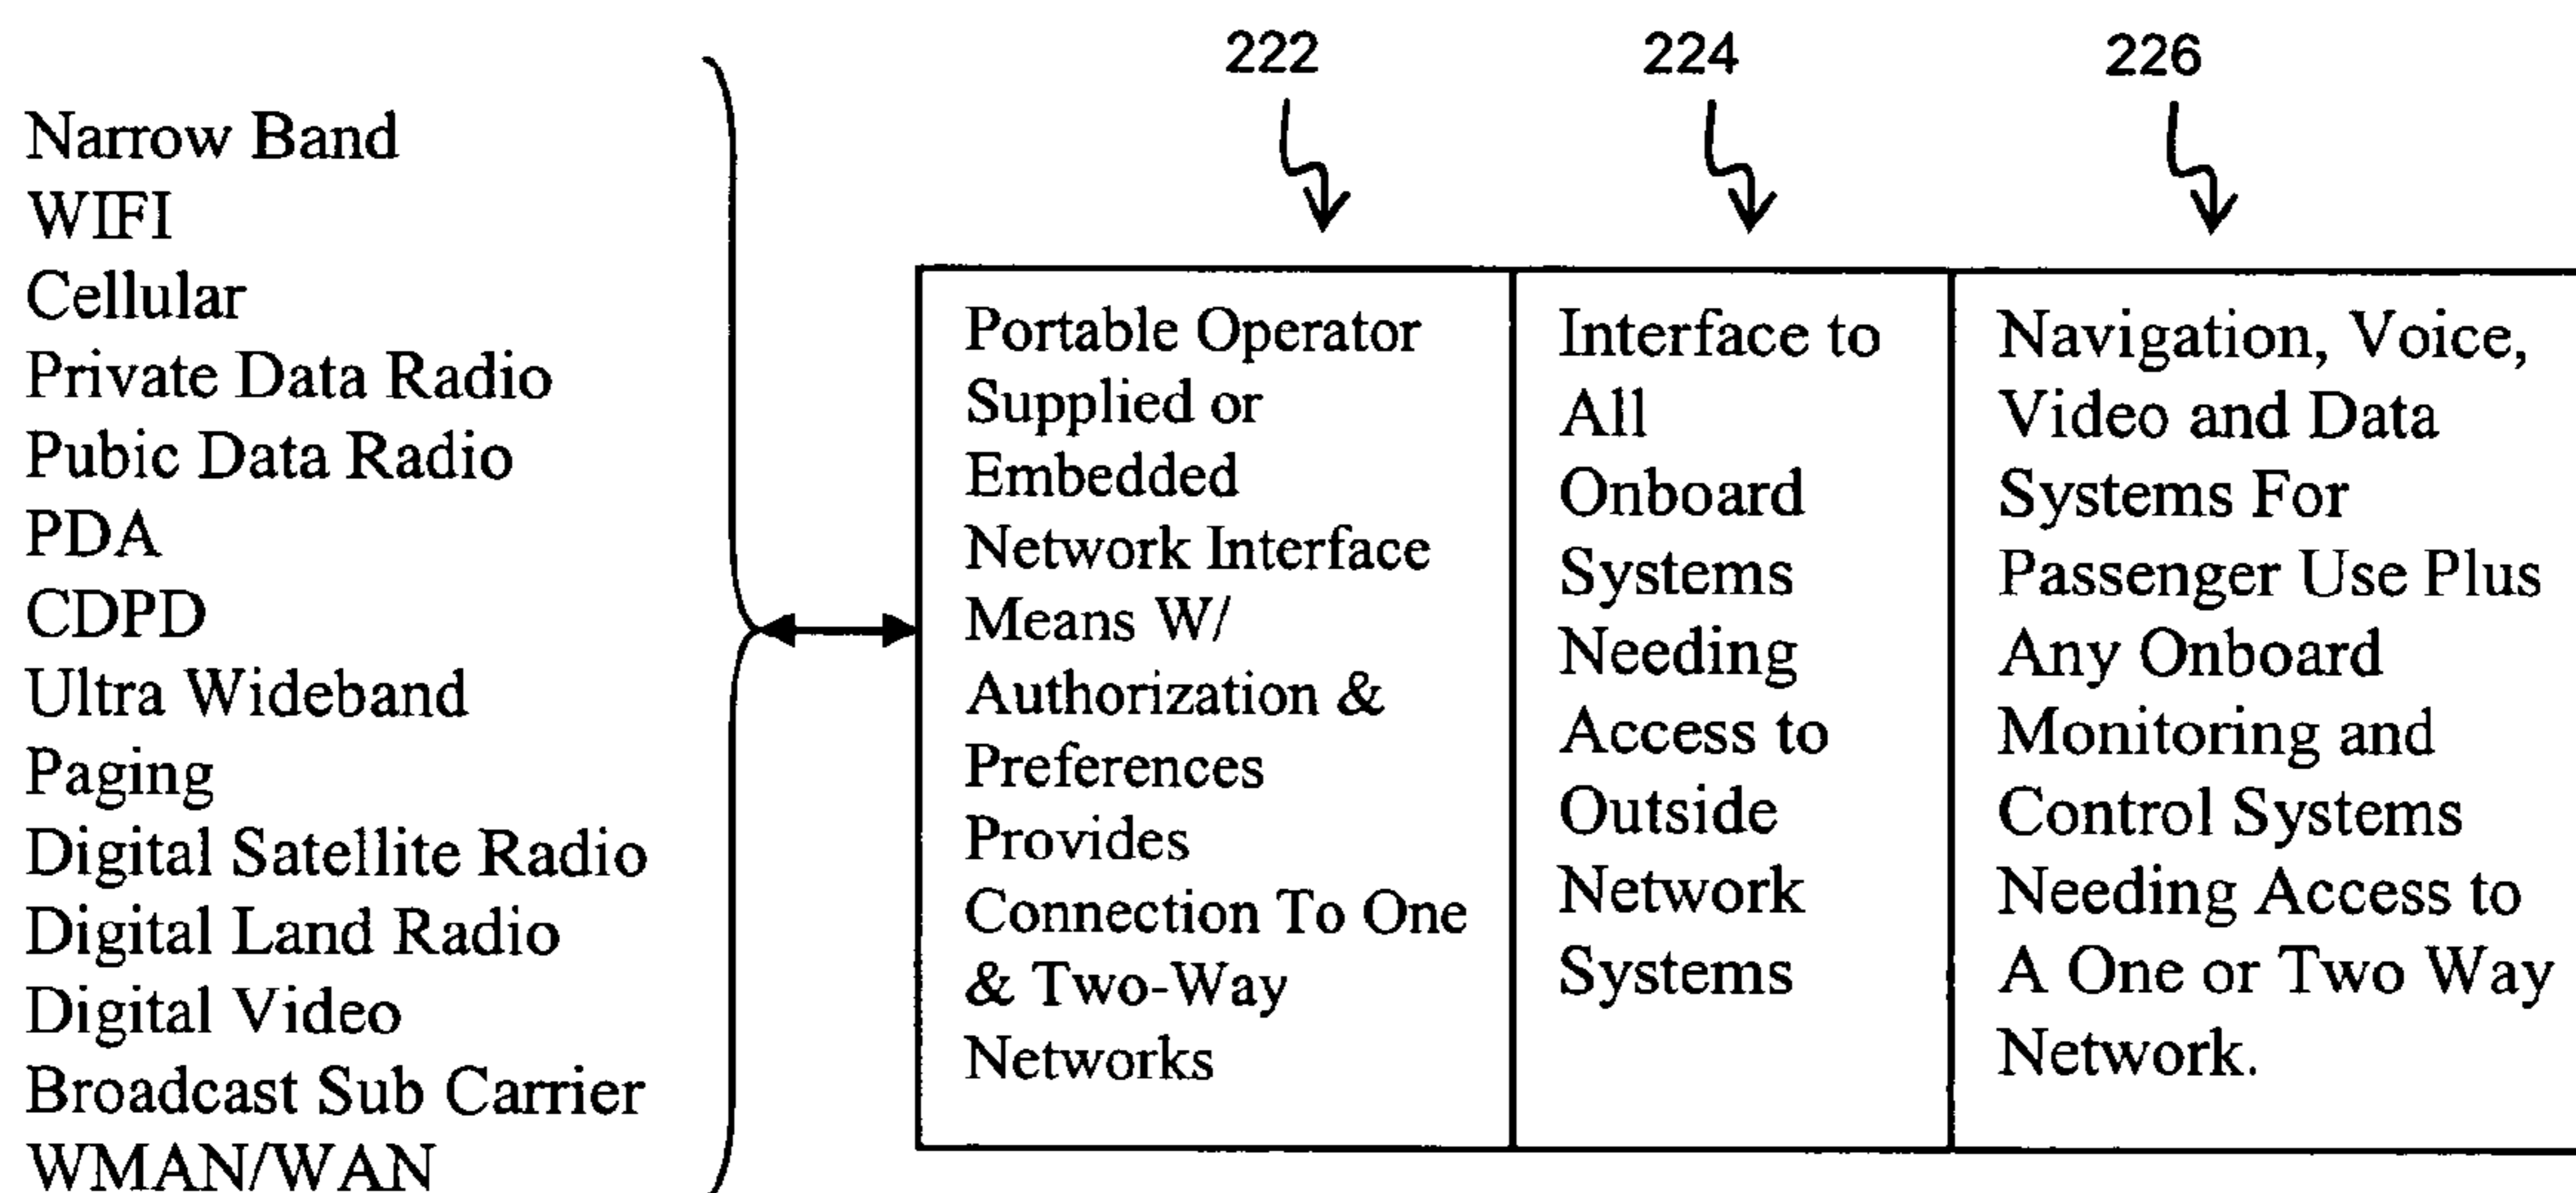 222
224
226
Narrow Band
WIFI
Cellular
Private Data Radio
Pubic Data Radio
PDA
CDPD
Ultra Wideband
Paging
Digital Satellite Radio
Digital Land Radio
Digital Video
Broadcast Sub Carrier
WMAN/WAN
Portable Operator
Supplied or
Embedded
Network Interface
Means W/
Authorization &
Preferences
Provides
Connection To One
& Two-Way
Networks
Interface to
All
Onboard
Systems
Needing
Access to
Outside
Network
Systems
Navigation, Voice,
Video and Data
Systems For
Passenger Use Plus
Any Onboard
Monitoring and
Control Systems
Needing Access to
A One or Two Way
Network.